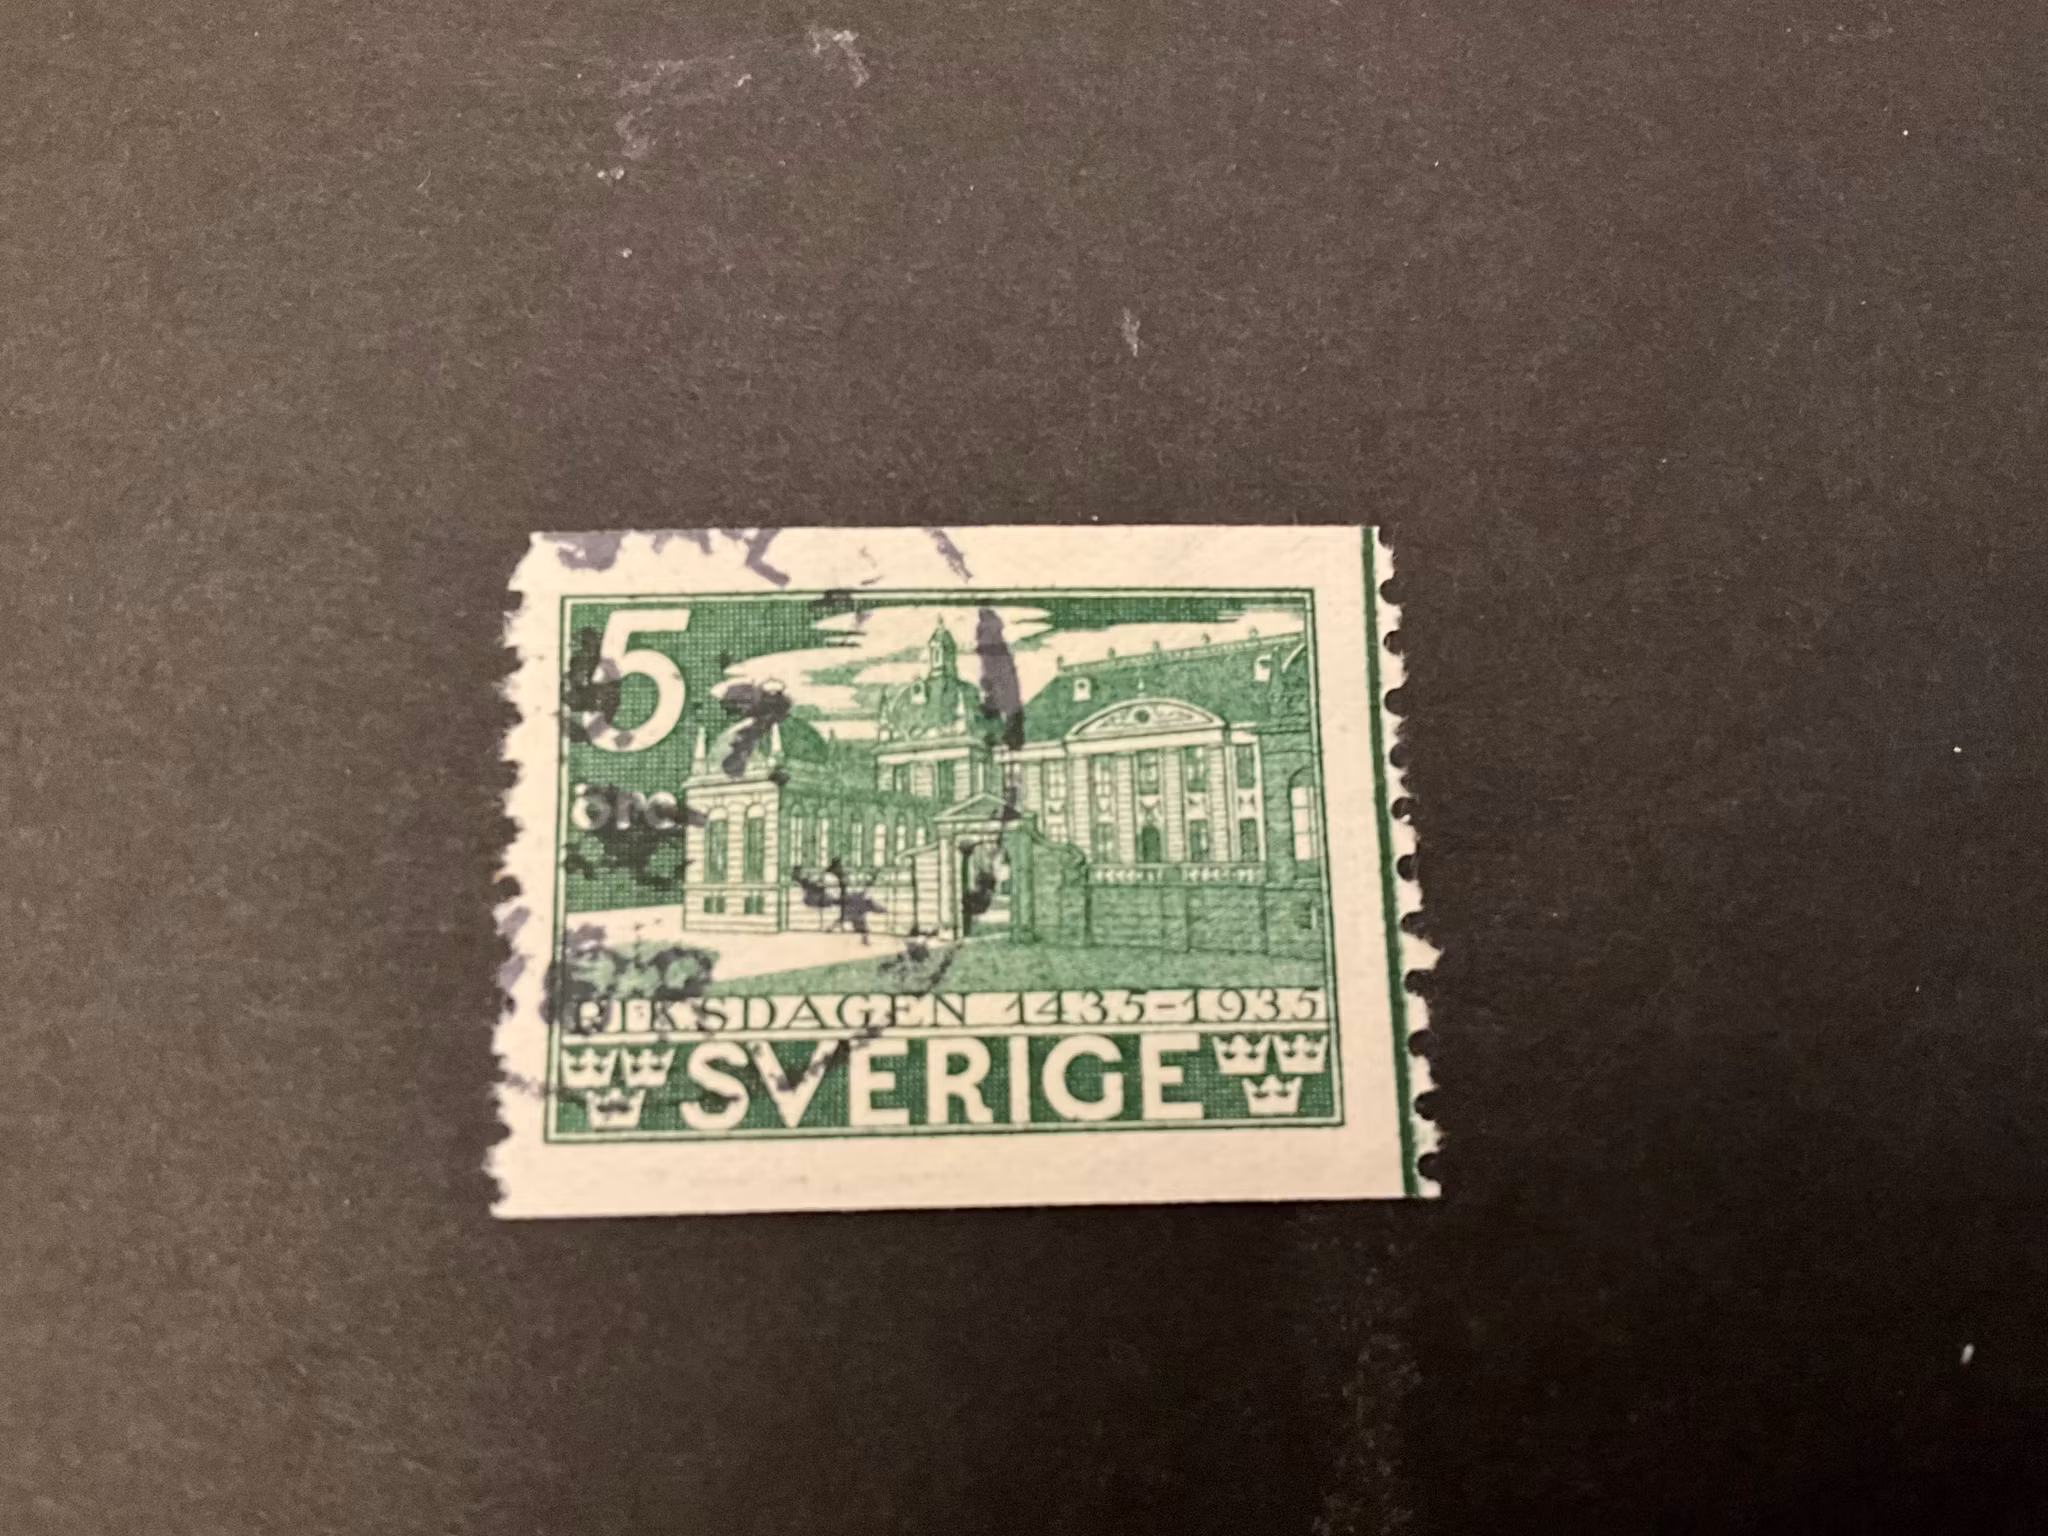 5
öre
RIKSDAGEN 1435-1935
SVERIGE